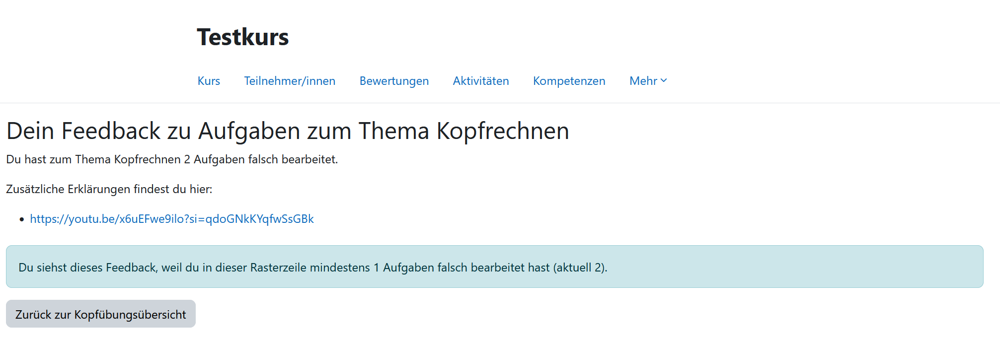 Testkurs
Kurs Teilnehmer/innen Bewertungen Aktivitäten Kompetenzen Mehr
Dein Feedback zu Aufgaben zum Thema Kopfrechnen
Du hast zum Thema Kopfrechnen 2 Aufgaben falsch bearbeitet.
Zusätzliche Erklärungen findest du hier:
• https://youtu.be/x6uEFwe9ilo?si=qdoGNkKYqfwSsGBk
Du siehst dieses Feedback, weil du in dieser Rasterzeile mindestens 1 Aufgaben falsch bearbeitet hast (aktuell 2).
Zurück zur Kopfübungsübersicht